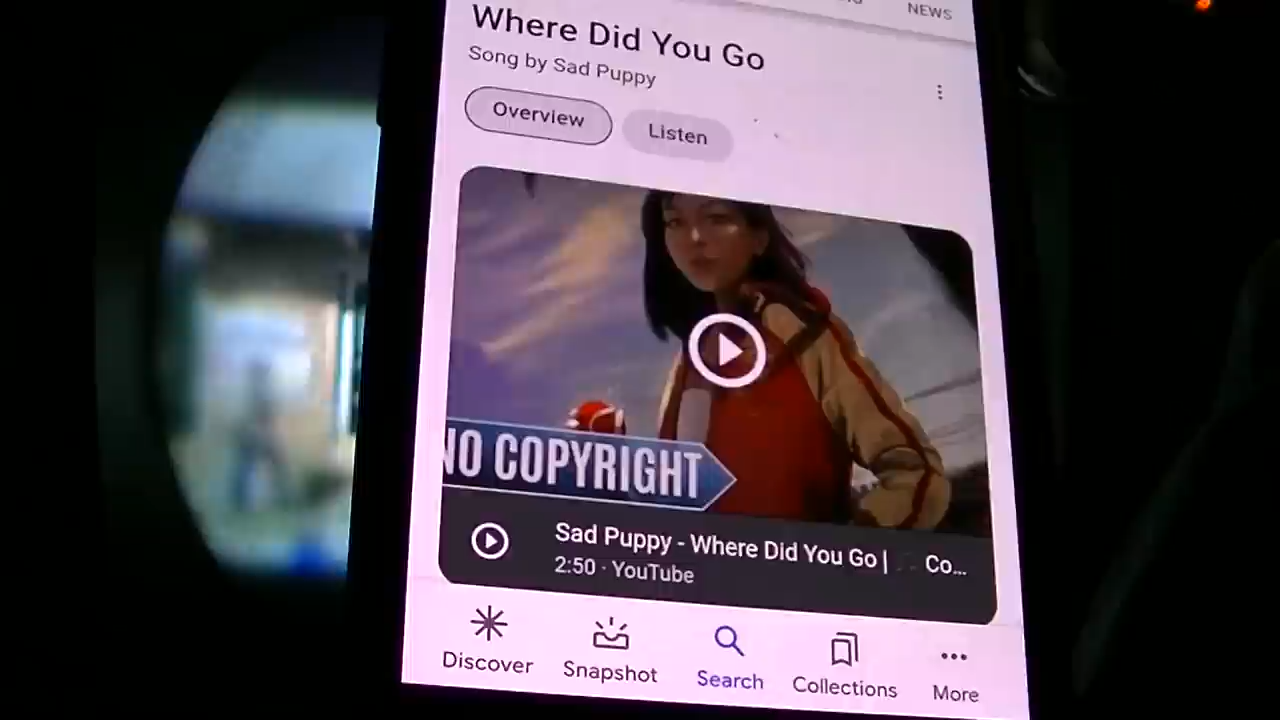 NEWS
Where Did You Go
Song by Sad Puppy
Overview
Listen
NO COPYRIGHT
Sad Puppy - Where Did You Go | Co...
2:50 · YouTube
Discover
Snapshot
Search
Collections
More